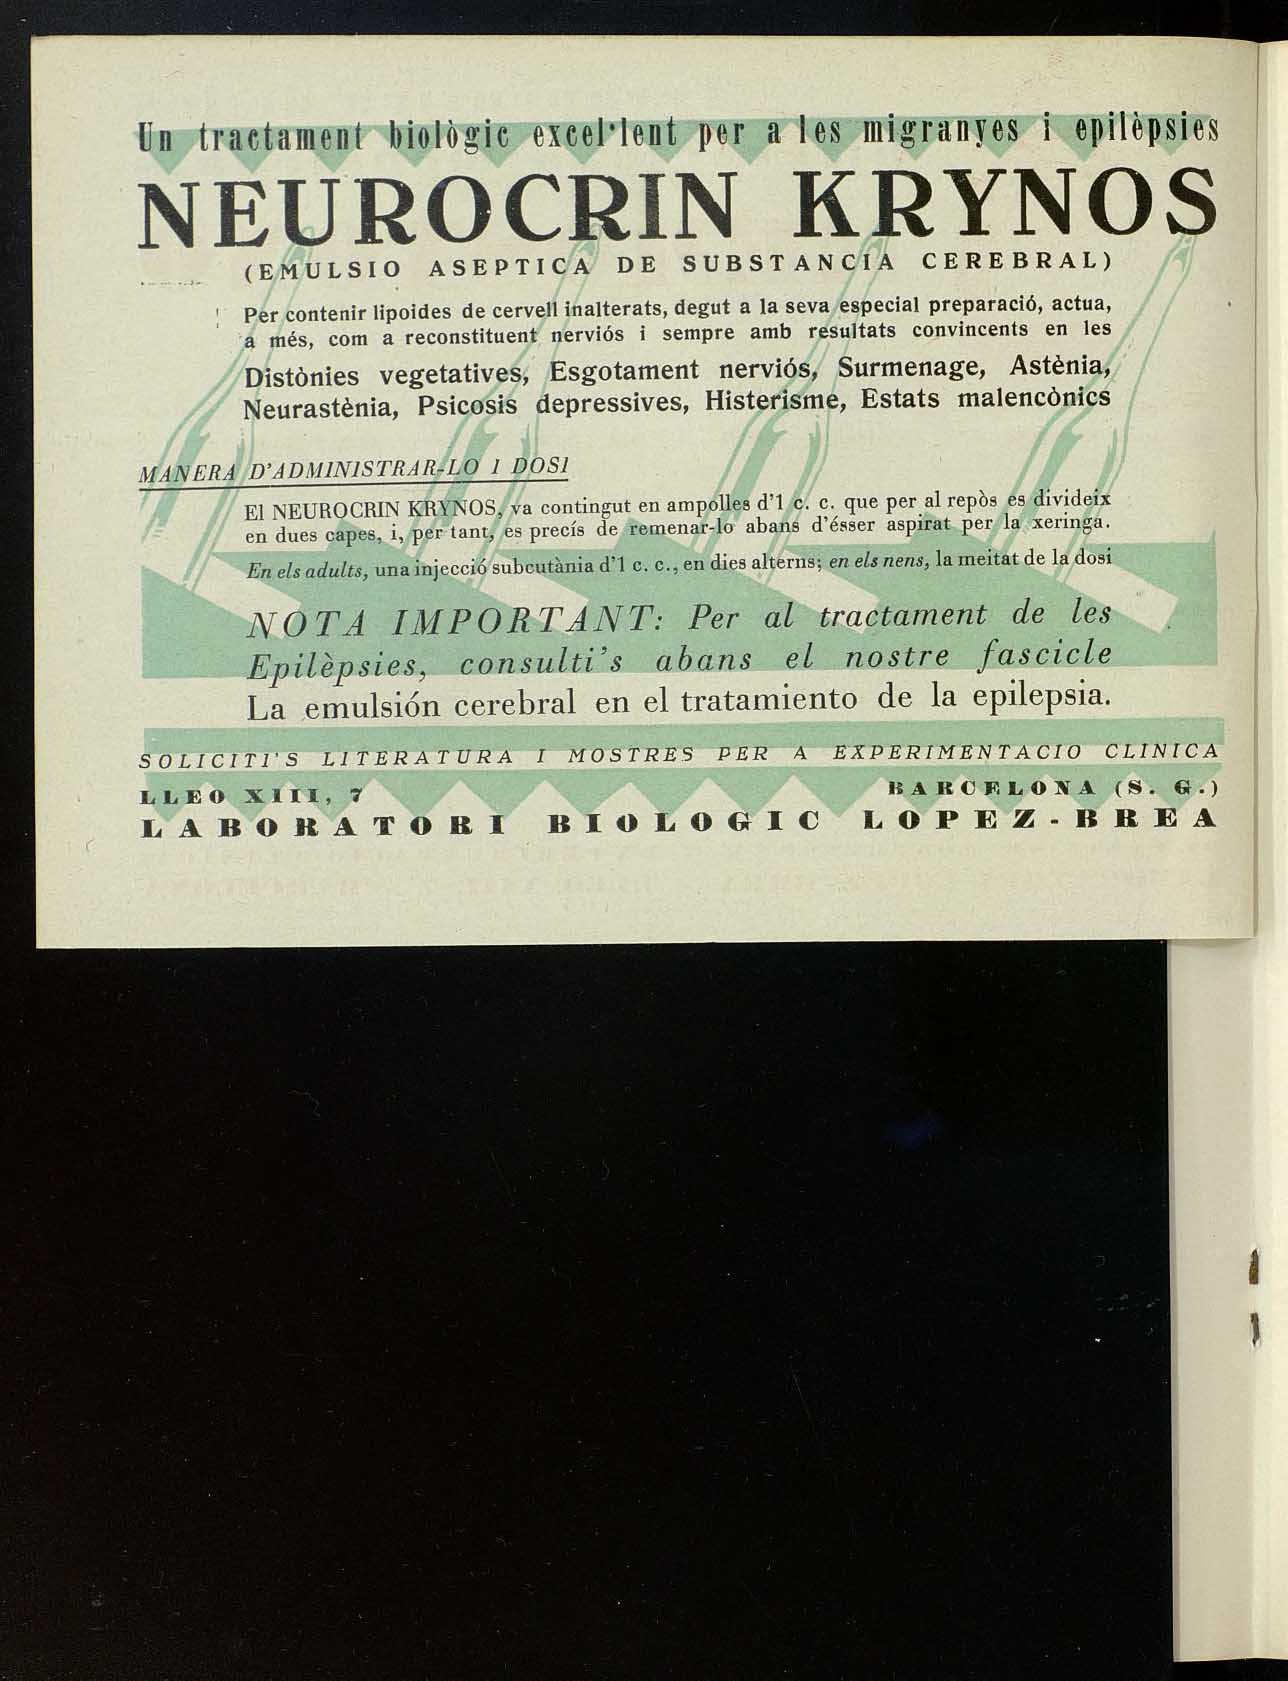 Un tractament biològic excel·lent per a les migranyes i epilèpsies
NEUROCRIN KRYNOS
(EMULSIO ASEPTICA DE SUBSTANCIA CEREBRAL)
Per contenir lipoides de cervell inalterats, degut a la seva especial preparació, actua,
a més, com a reconstituent nerviós i sempre amb resultats convincents en les
Distònies vegetatives, Esgotament nerviós, Surmenage, Astènia,
Neurastènia, Psicosis depressives, Histerisme, Estats malencònics
MANERA D'ADMINISTRAR-LO I DOSI
El NEUROCRIN KRYNOS, va contingut en ampolles d'1 c. c. que per al repòs es divideix
en dues capes, i, per tant, es precís de remenar-lo abans d'ésser aspirat per la xeringa.
En els adults, una injecció subcutània d'1 c. c., en dies alterns; en els nens, la meitat de la dosi
NOTA IMPORTANT: Per al tractament de les
Epilèpsies, consulti's abans el nostre fascicle
La emulsión cerebral en el tratamiento de la epilepsia.
SOLICITI'S LITERATURA I MOSTRES PER A EXPERIMENTACIO CLINICA
LLEO XIII, 7 BARCELONA (S. G.)
LABORATORI BIOLOGIC LOPEZ-BREA